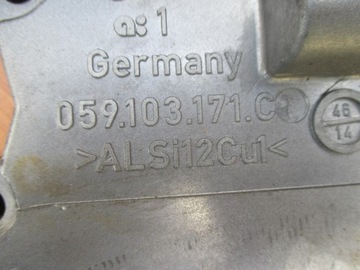 a: 1
Germany
059.103.171.C
>ALSi12Cu1<
46
14